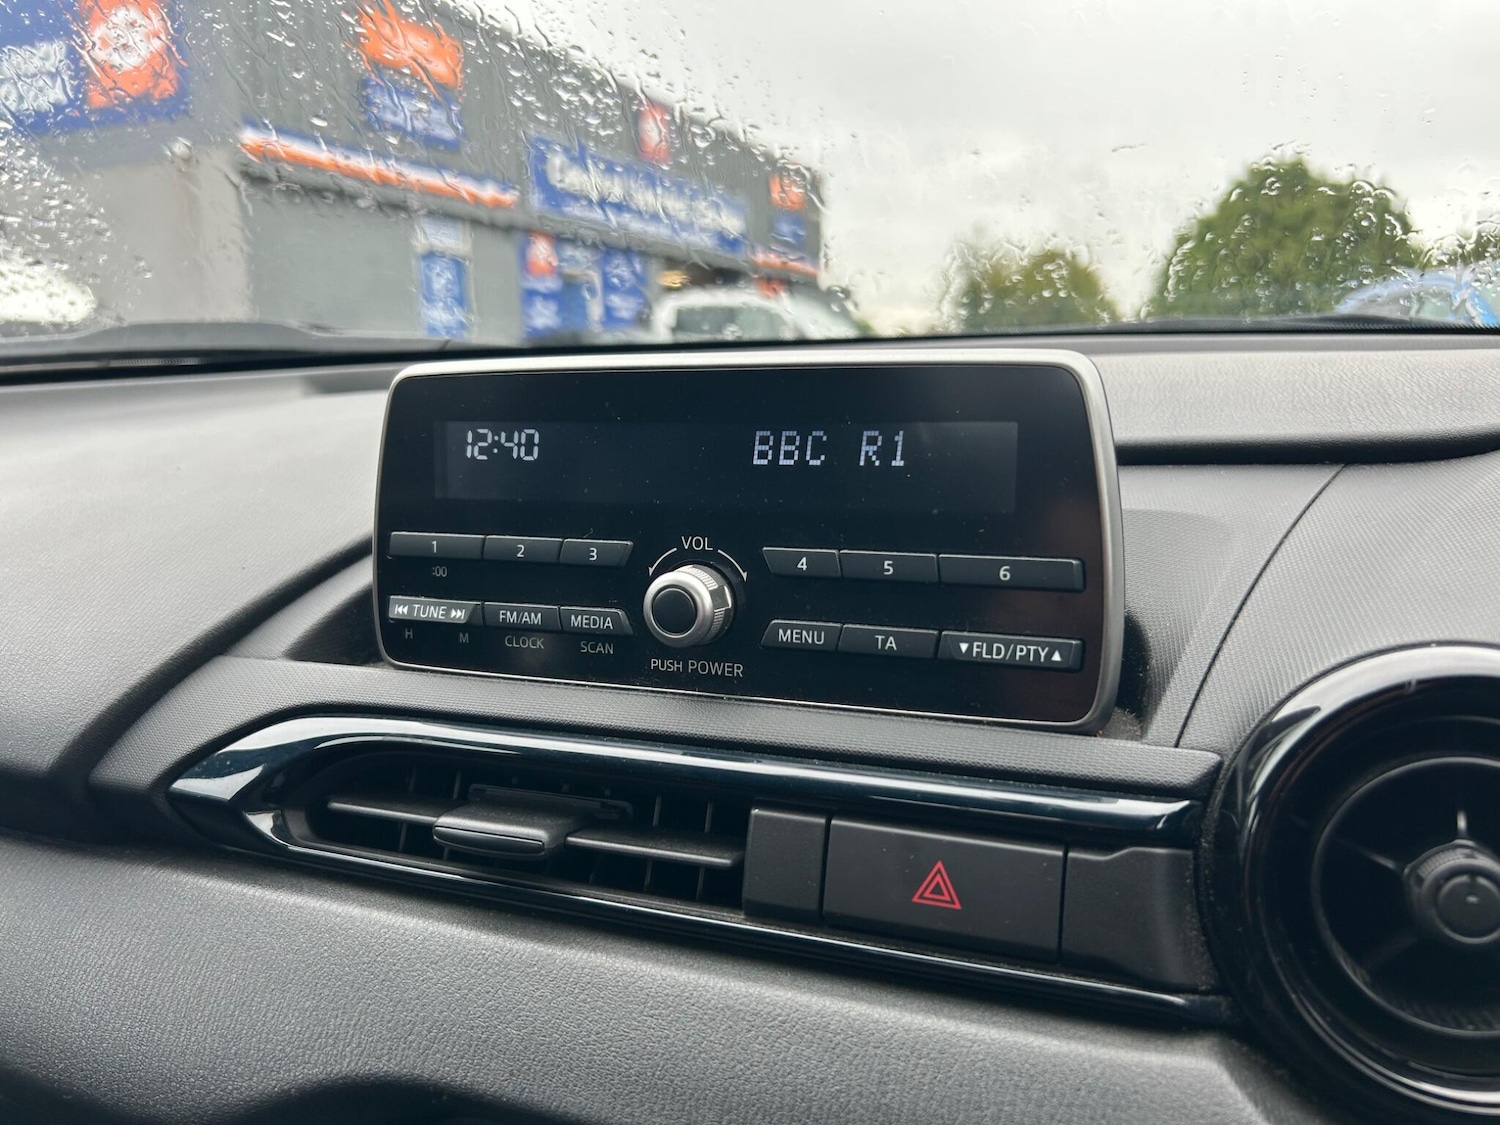 12:40 BBC R1
VOL
1 2 3 4 5 6
:00
⏮ TUNE ⏭ FM/AM MEDIA MENU TA ▼FLD/PTY▲
H M CLOCK SCAN
PUSH POWER